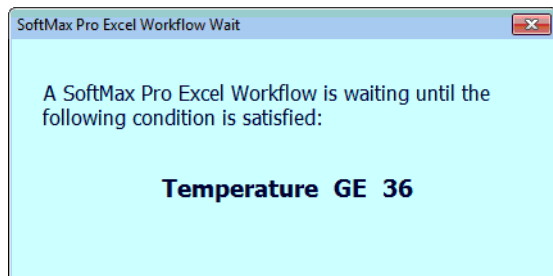 SoftMax Pro Excel Workflow Wait
A SoftMax Pro Excel Workflow is waiting until the
following condition is satisfied:
Temperature GE 36